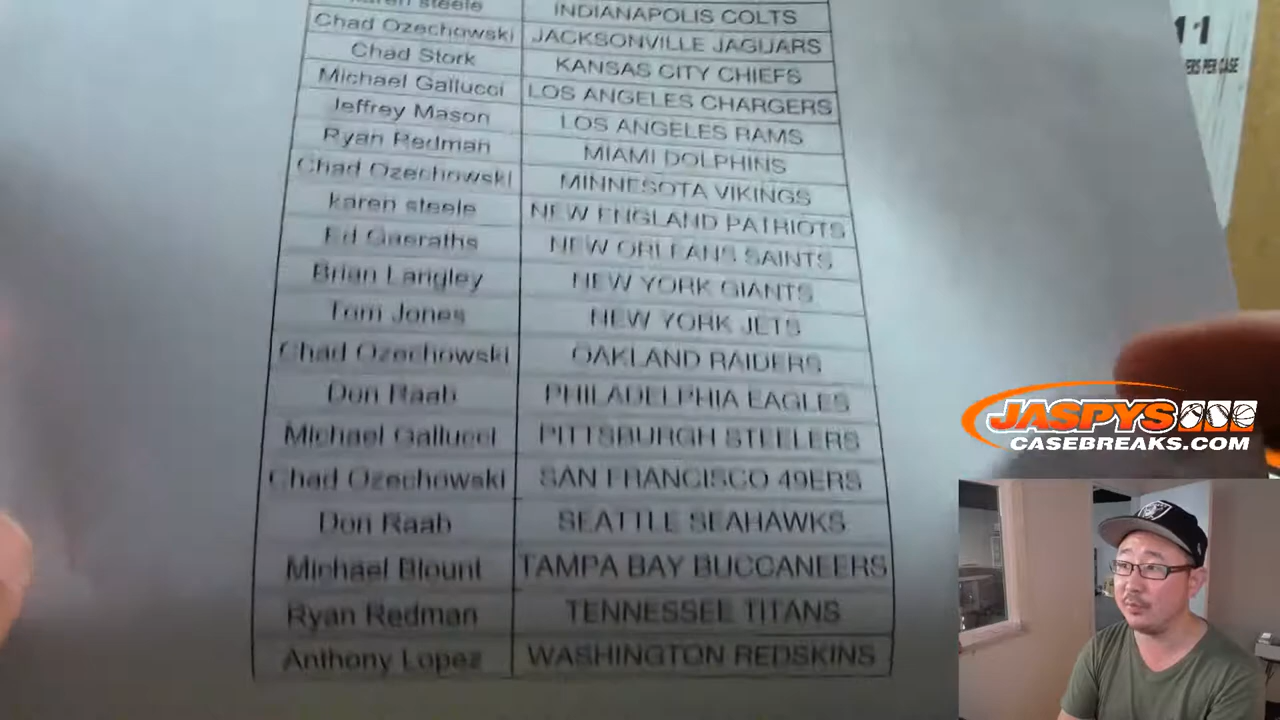 karen steele INDIANAPOLIS COLTS
Chad Ozechowski JACKSONVILLE JAGUARS
Chad Stork KANSAS CITY CHIEFS
Michael Gallucci LOS ANGELES CHARGERS
Jeffrey Mason LOS ANGELES RAMS
Ryan Redman MIAMI DOLPHINS
Chad Ozechowski MINNESOTA VIKINGS
karen steele NEW ENGLAND PATRIOTS
Ed Gaeraths NEW ORLEANS SAINTS
Brian Langley NEW YORK GIANTS
Tom Jones NEW YORK JETS
Chad Ozechowski OAKLAND RAIDERS
Don Raab PHILADELPHIA EAGLES
Michael Gallucci PITTSBURGH STEELERS
Chad Ozechowski SAN FRANCISCO 49ERS
Don Raab SEATTLE SEAHAWKS
Michael Blount TAMPA BAY BUCCANEERS
Ryan Redman TENNESSEE TITANS
Anthony Lopez WASHINGTON REDSKINS
11
PER CASE
JASPYS
CASEBREAKS.COM